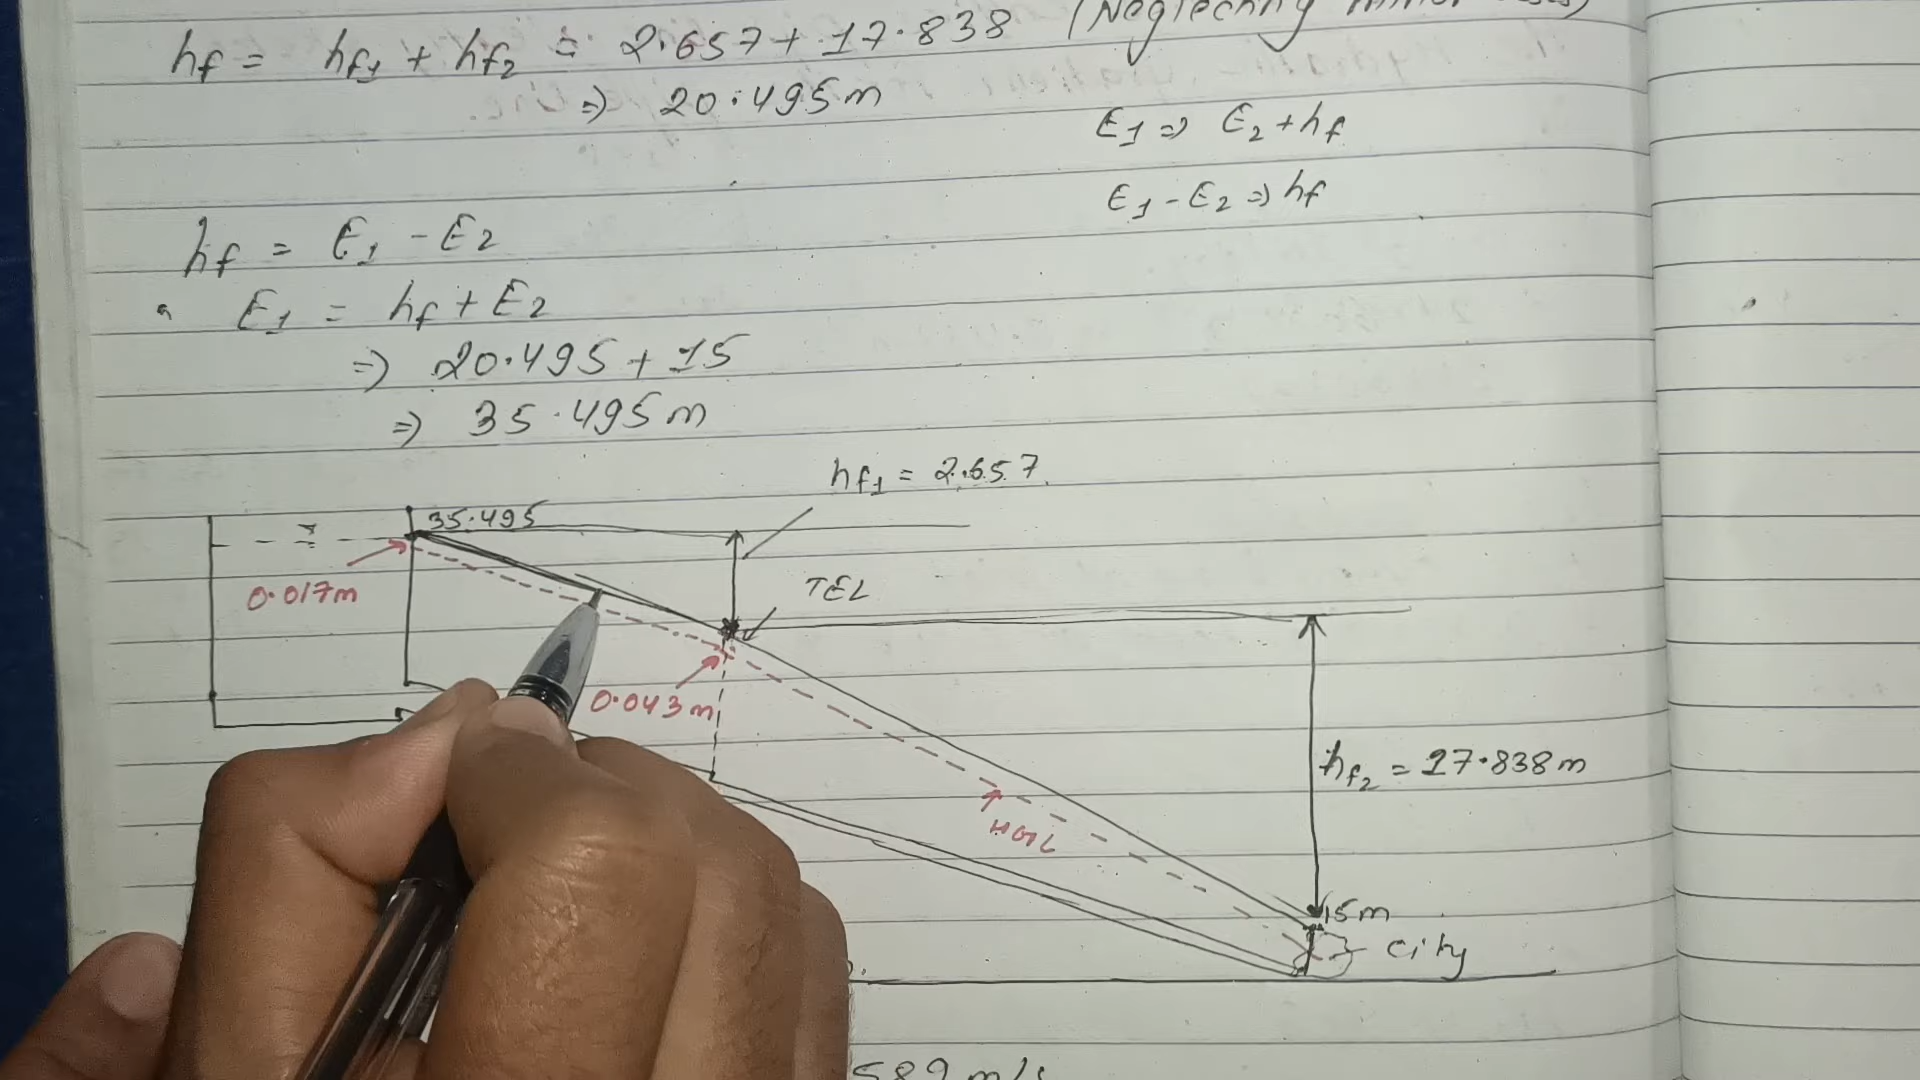 hf = hf1 + hf2 = 2.657 + 17.838 (Neglecting
⇒ 20.495m
E1 ⇒ E2 + hf
E1 - E2 ⇒ hf
hf = E1 - E2
E1 = hf + E2
⇒ 20.495 + 15
⇒ 35.495m
hf1 = 2.657
35.495
0.017m
TEL
0.043m
hf2 = 17.838m
HGL
15m
City
589 m/s